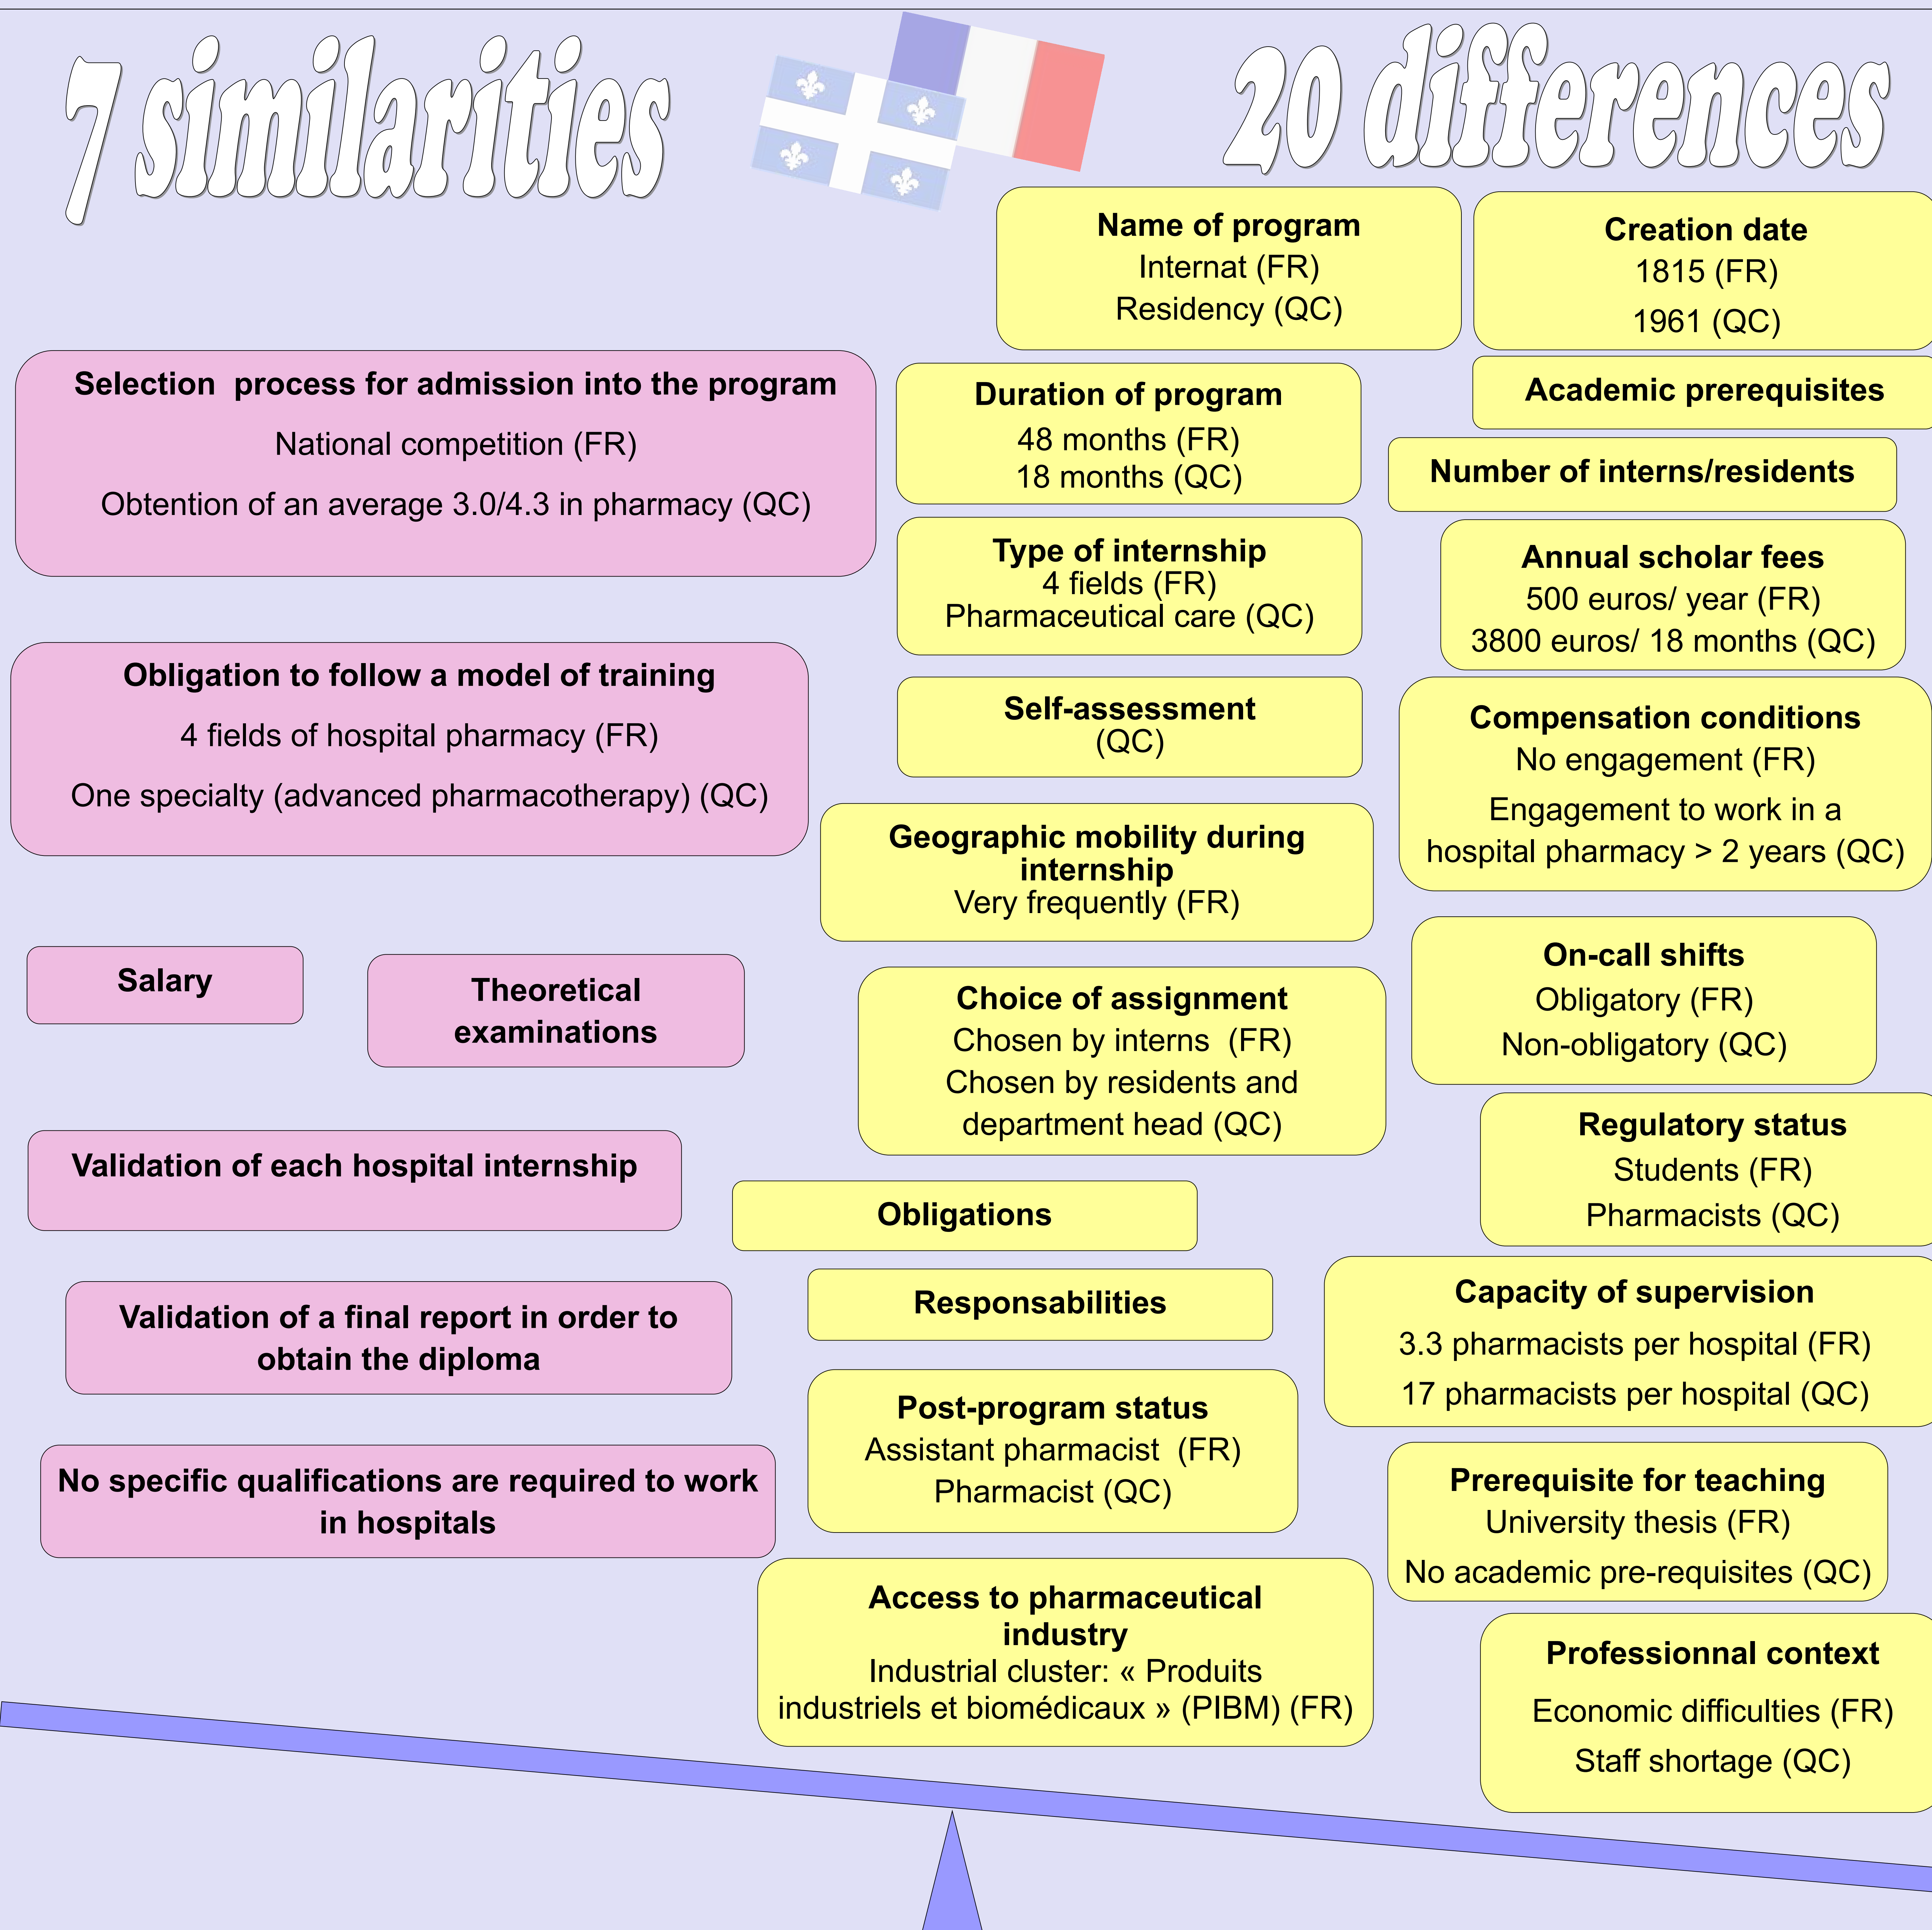 7 similarities
20 differences
Selection process for admission into the program
National competition (FR)
Obtention of an average 3.0/4.3 in pharmacy (QC)
Obligation to follow a model of training
4 fields of hospital pharmacy (FR)
One specialty (advanced pharmacotherapy) (QC)
Salary
Theoretical
examinations
Validation of each hospital internship
Validation of a final report in order to
obtain the diploma
No specific qualifications are required to work
in hospitals
Name of program
Internat (FR)
Residency (QC)
Duration of program
48 months (FR)
18 months (QC)
Type of internship
4 fields (FR)
Pharmaceutical care (QC)
Self-assessment
(QC)
Geographic mobility during
internship
Very frequently (FR)
Choice of assignment
Chosen by interns (FR)
Chosen by residents and
department head (QC)
Obligations
Responsabilities
Post-program status
Assistant pharmacist (FR)
Pharmacist (QC)
Access to pharmaceutical
industry
Industrial cluster: « Produits
industriels et biomédicaux » (PIBM) (FR)
Creation date
1815 (FR)
1961 (QC)
Academic prerequisites
Number of interns/residents
Annual scholar fees
500 euros/ year (FR)
3800 euros/ 18 months (QC)
Compensation conditions
No engagement (FR)
Engagement to work in a
hospital pharmacy > 2 years (QC)
On-call shifts
Obligatory (FR)
Non-obligatory (QC)
Regulatory status
Students (FR)
Pharmacists (QC)
Capacity of supervision
3.3 pharmacists per hospital (FR)
17 pharmacists per hospital (QC)
Prerequisite for teaching
University thesis (FR)
No academic pre-requisites (QC)
Professionnal context
Economic difficulties (FR)
Staff shortage (QC)